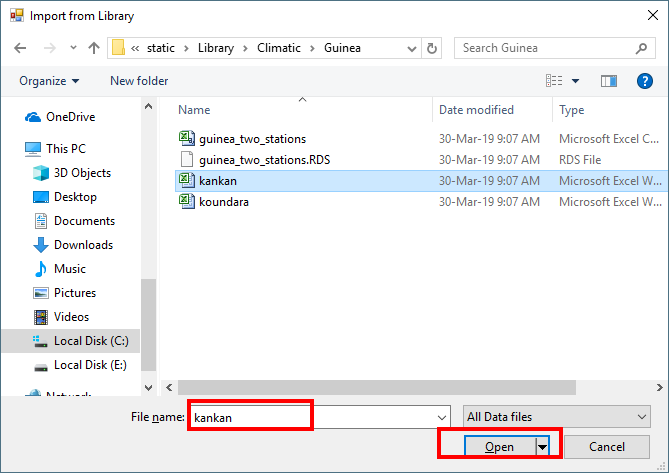 Import from Library
static Library Climatic Guinea Search Guinea
Organize New folder
Name Date modified Type
OneDrive
This PC
3D Objects
Desktop
Documents
Downloads
Music
Pictures
Videos
Local Disk (C:)
Local Disk (E:)
Network
guinea_two_stations 30-Mar-19 9:07 AM Microsoft Excel C...
guinea_two_stations.RDS 30-Mar-19 9:07 AM RDS File
kankan 30-Mar-19 9:07 AM Microsoft Excel W...
koundara 30-Mar-19 9:07 AM Microsoft Excel W...
File name: kankan All Data files
Open Cancel